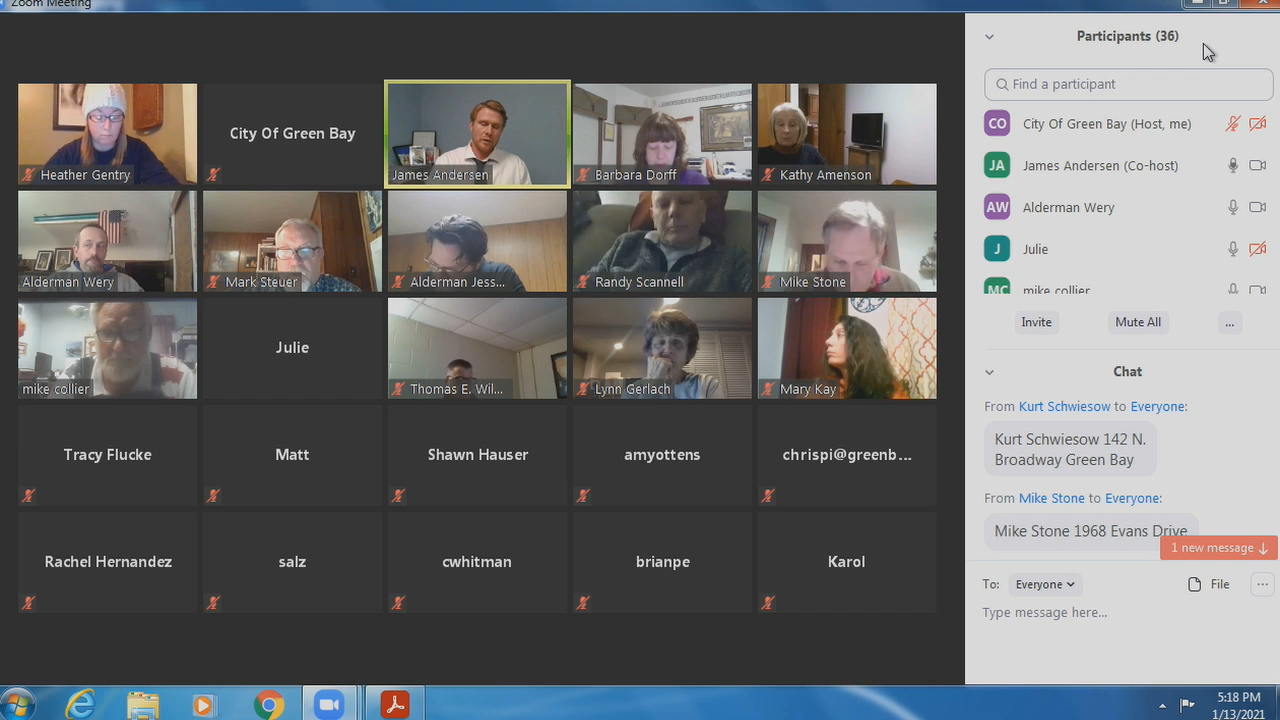 Zoom Meeting
Participants (36)
Find a participant
CO City Of Green Bay (Host, me)
JA James Andersen (Co-host)
AW Alderman Wery
J Julie
MC mike collier
Invite Mute All ...
Chat
From Kurt Schwiesow to Everyone:
Kurt Schwiesow 142 N.
Broadway Green Bay
From Mike Stone to Everyone:
Mike Stone 1968 Evans Drive
1 new message
To: Everyone File ...
Type message here...
City Of Green Bay
Heather Gentry
James Andersen
Barbara Dorff
Kathy Amenson
Alderman Wery
Mark Steuer
Alderman Jess...
Randy Scannell
Mike Stone
mike collier
Julie
Thomas E. Wil...
Lynn Gerlach
Mary Kay
Tracy Flucke
Matt
Shawn Hauser
amyottens
chrispi@greenb...
Rachel Hernandez
salz
cwhitman
brianpe
Karol
5:18 PM
1/13/2021